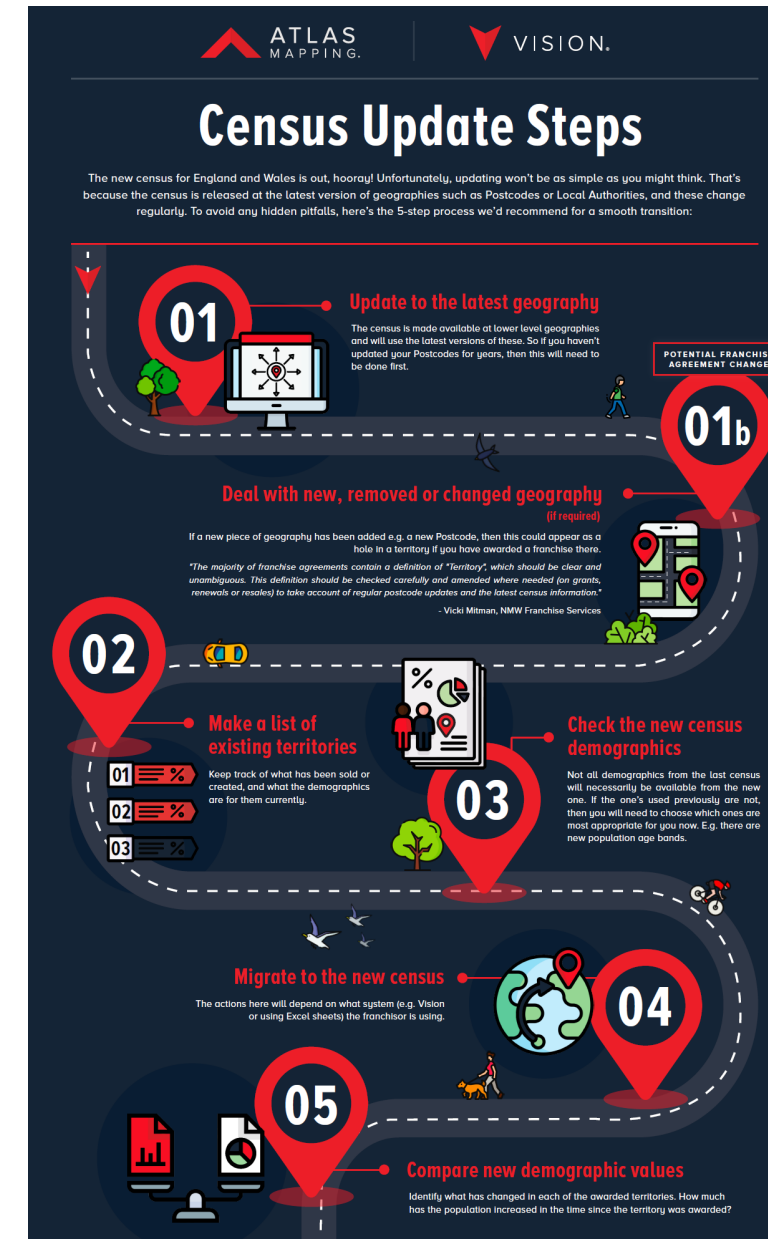 ATLAS
MAPPING.
VISION.
Census Update Steps
The new census for England and Wales is out, hooray! Unfortunately, updating won't be as simple as you might think. That's
because the census is released at the latest version of geographies such as Postcodes or Local Authorities, and these change
regularly. To avoid any hidden pitfalls, here's the 5-step process we'd recommend for a smooth transition:
01
Update to the latest geography
The census is made available at lower level geographies
and will use the latest versions of these. So if you haven't
updated your Postcodes for years, then this will need to
be done first.
POTENTIAL FRANCHIS
AGREEMENT CHANGE
01b
Deal with new, removed or changed geography
(if required)
If a new piece of geography has been added e.g. a new Postcode, then this could appear as a
hole in a territory if you have awarded a franchise there.
"The majority of franchise agreements contain a definition of "Territory", which should be clear and
unambiguous. This definition should be checked carefully and amended where needed (on grants,
renewals or resales) to take account of regular postcode updates and the latest census information."
- Vicki Mitman, NMW Franchise Services
02
Make a list of
existing territories
Keep track of what has been sold or
created, and what the demographics
are for them currently.
01 %
02 %
03 %
%
03
Check the new census
demographics
Not all demographics from the last census
will necessarily be available from the new
one. If the one's used previously are not,
then you will need to choose which ones are
most appropriate for you now. E.g. there are
new population age bands.
Migrate to the new census
The actions here will depend on what system (e.g. Vision
or using Excel sheets) the franchisor is using.
04
05
Compare new demographic values
Identify what has changed in each of the awarded territories. How much
has the population increased in the time since the territory was awarded?